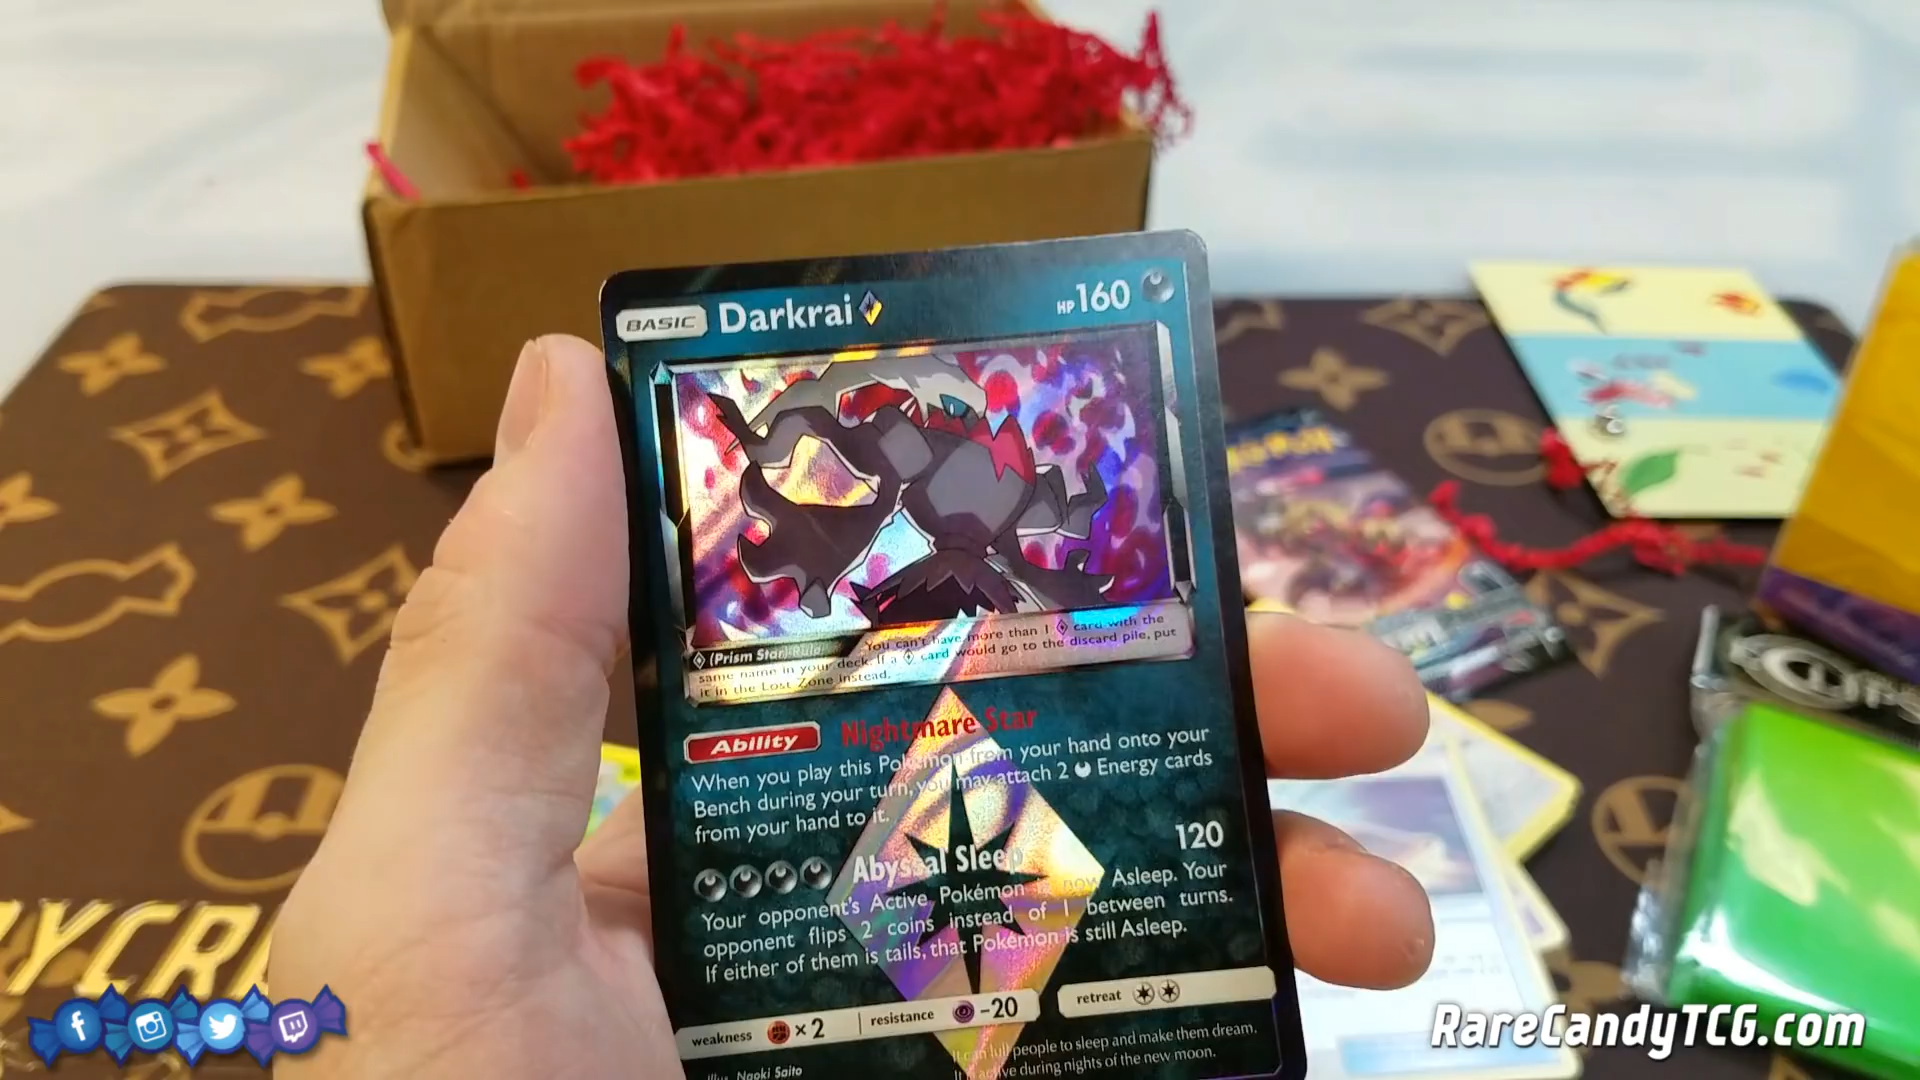 BASIC Darkrai HP 160
(Prism Star) Rule You can't have more than 1 card with the
same name in your deck. If a card would go to the discard pile, put
it in the Lost Zone instead.
Ability Nightmare Star
When you play this Pokémon from your hand onto your
Bench during your turn, you may attach 2 Energy cards
from your hand to it.
Abyssal Sleep 120
Your opponent's Active Pokémon is now Asleep. Your
opponent flips 2 coins instead of 1 between turns.
If either of them is tails, that Pokémon is still Asleep.
weakness ×2 resistance -20 retreat
It can lull people to sleep and make them dream.
It is active during nights of the new moon.
Illus. Naoki Saito
RareCandyTCG.com